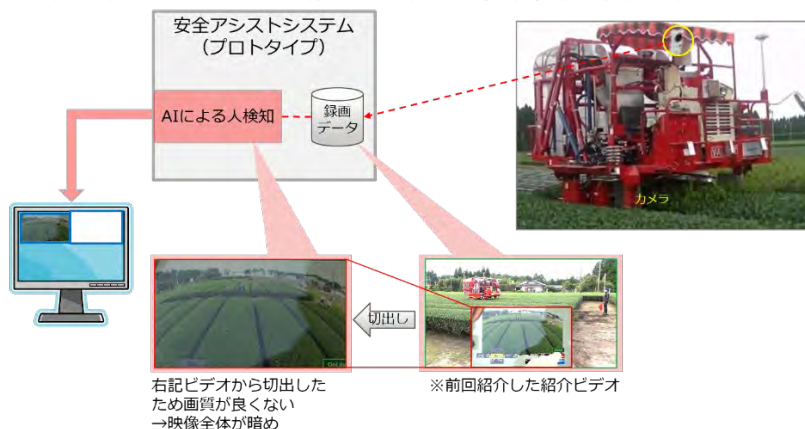 安全アシストシステム
(プロトタイプ)
AIによる人検知
録画
データ
カメラ
切出し
右記ビデオから切出した
ため画質が良くない
→映像全体が暗め
※前回紹介した紹介ビデオ